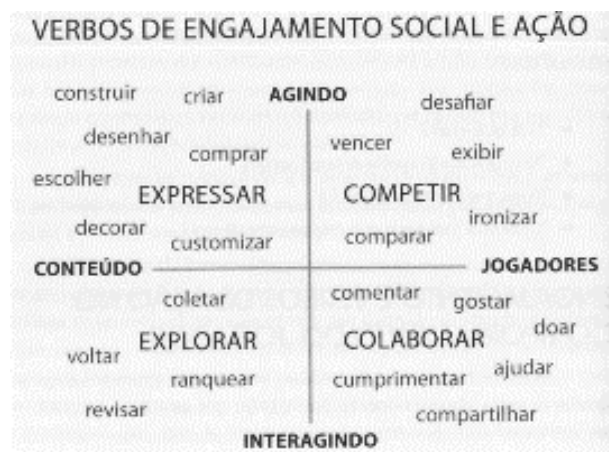 VERBOS DE ENGAJAMENTO SOCIAL E AÇÃO
construir criar AGINDO desafiar
desenhar comprar vencer exibir
escolher EXPRESSAR COMPETIR
decorar customizar comparar ironizar
CONTEÚDO JOGADORES
coletar comentar gostar
voltar EXPLORAR COLABORAR doar
ranquear cumprimentar ajudar
revisar compartilhar
INTERAGINDO